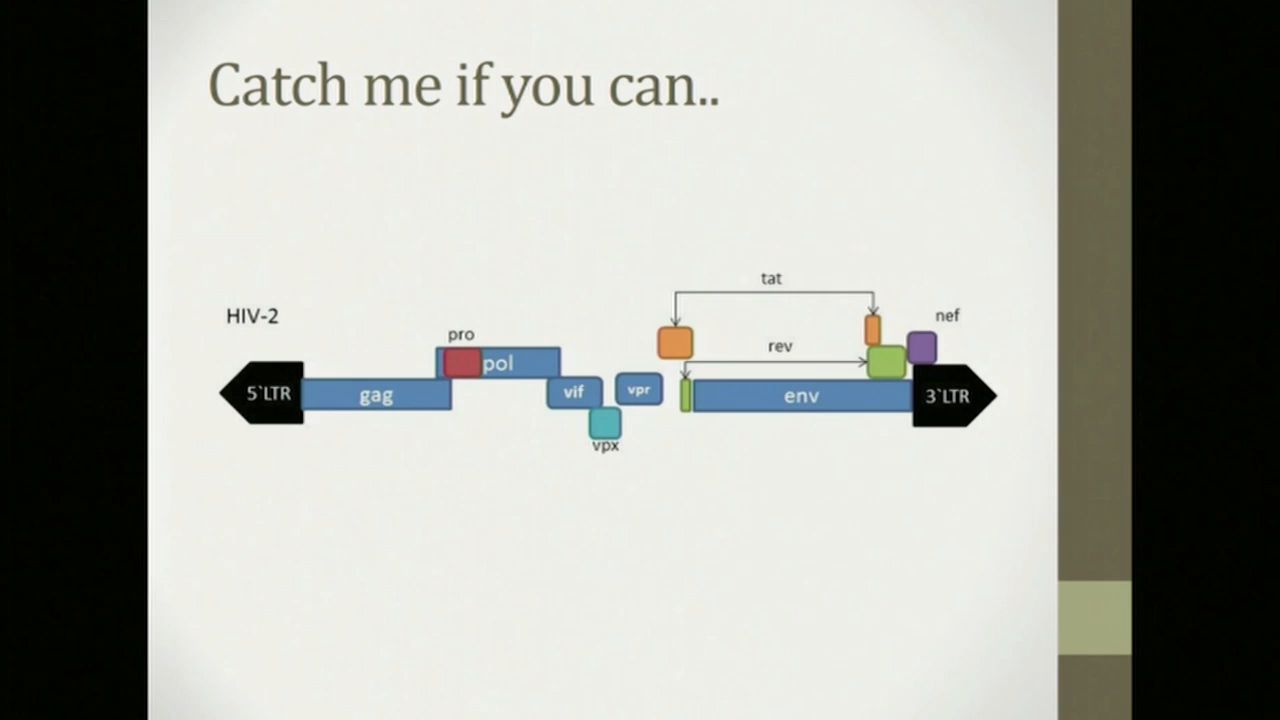 Catch me if you can..
tat
HIV-2
nef
pro
rev
pol
5`LTR
gag
vif
vpr
env
3`LTR
vpx